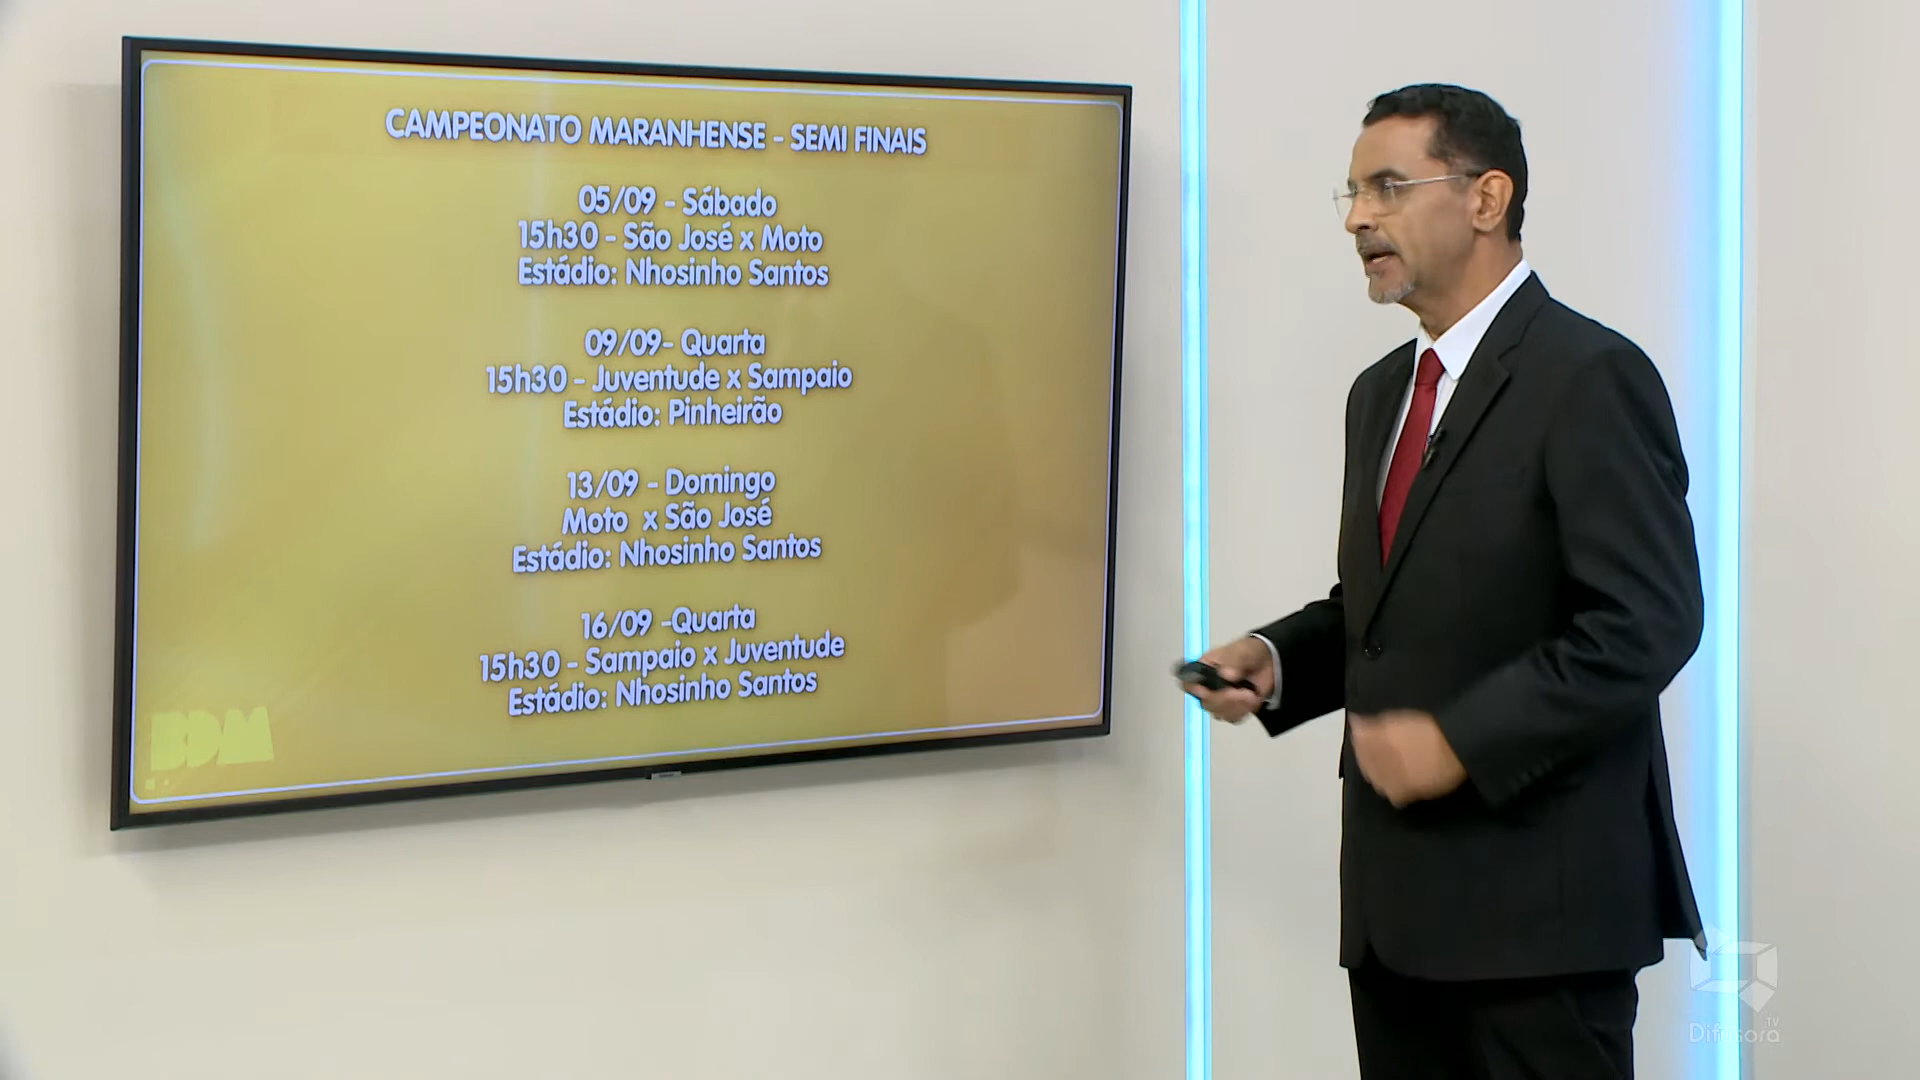 CAMPEONATO MARANHENSE - SEMI FINAIS
05/09 - Sábado
15h30 - São José x Moto
Estádio: Nhosinho Santos
09/09- Quarta
15h30 - Juventude x Sampaio
Estádio: Pinheirão
13/09 - Domingo
Moto x São José
Estádio: Nhosinho Santos
16/09 -Quarta
15h30 - Sampaio x Juventude
Estádio: Nhosinho Santos
BDM
TV
Difusora